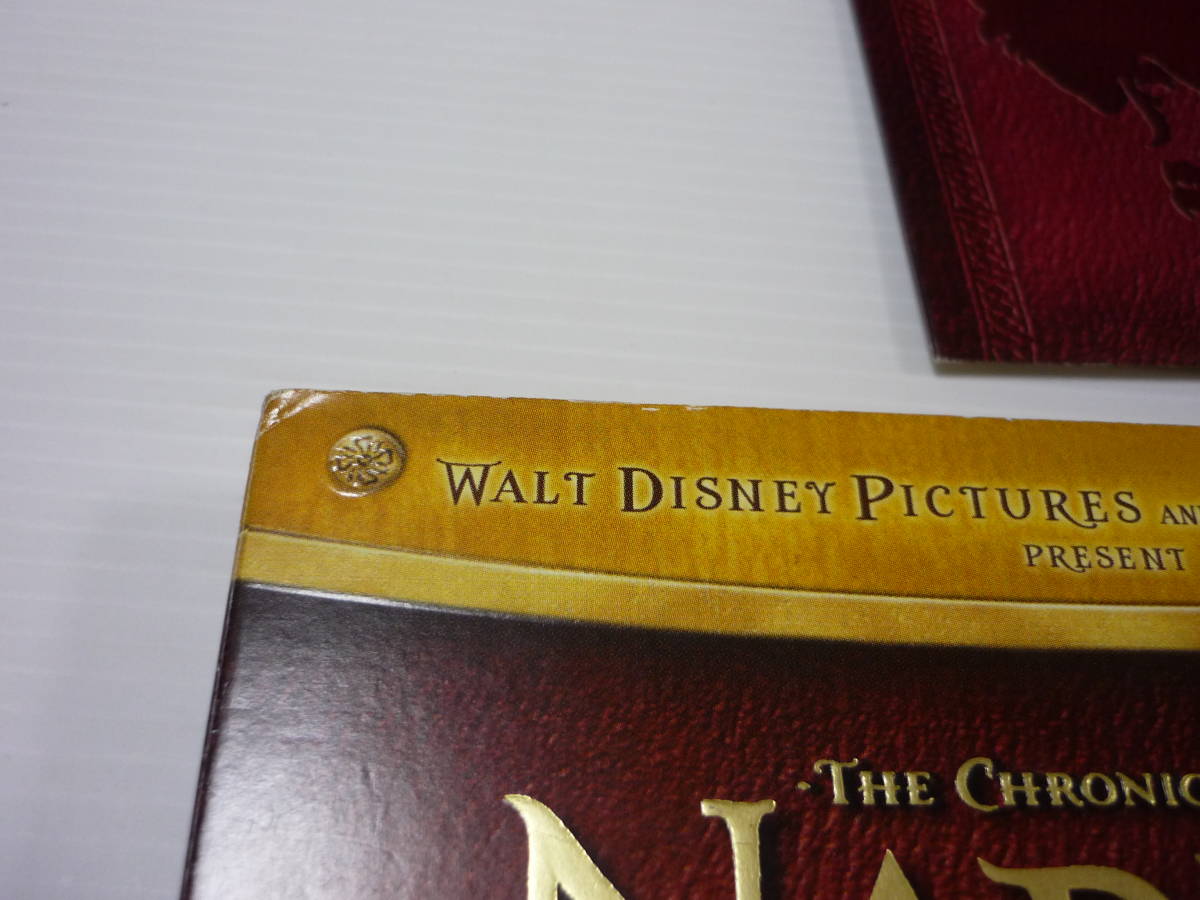 WALT DISNEY PICTURES
PRESENT
·THE